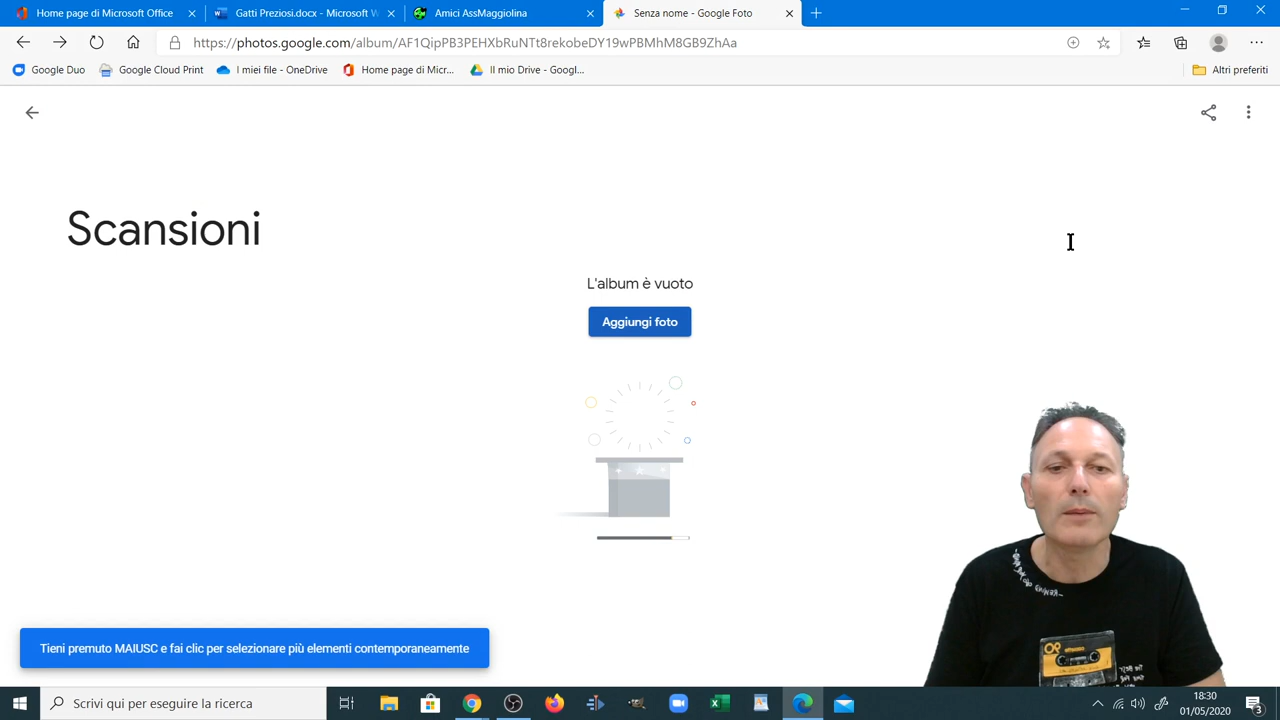 Home page di Microsoft Office
Gatti Preziosi.docx - Microsoft W
Amici AssMaggiolina
Senza nome - Google Foto
https://photos.google.com/album/AF1QipPB3PEHXbRuNTt8rekobeDY19wPBMhM8GB9ZhAa
Google Duo
Google Cloud Print
I miei file - OneDrive
Home page di Micr...
Il mio Drive - Googl...
Altri preferiti
Scansioni
L'album è vuoto
Aggiungi foto
Tieni premuto MAIUSC e fai clic per selezionare più elementi contemporaneamente
Scrivi qui per eseguire la ricerca
18:30
01/05/2020
3